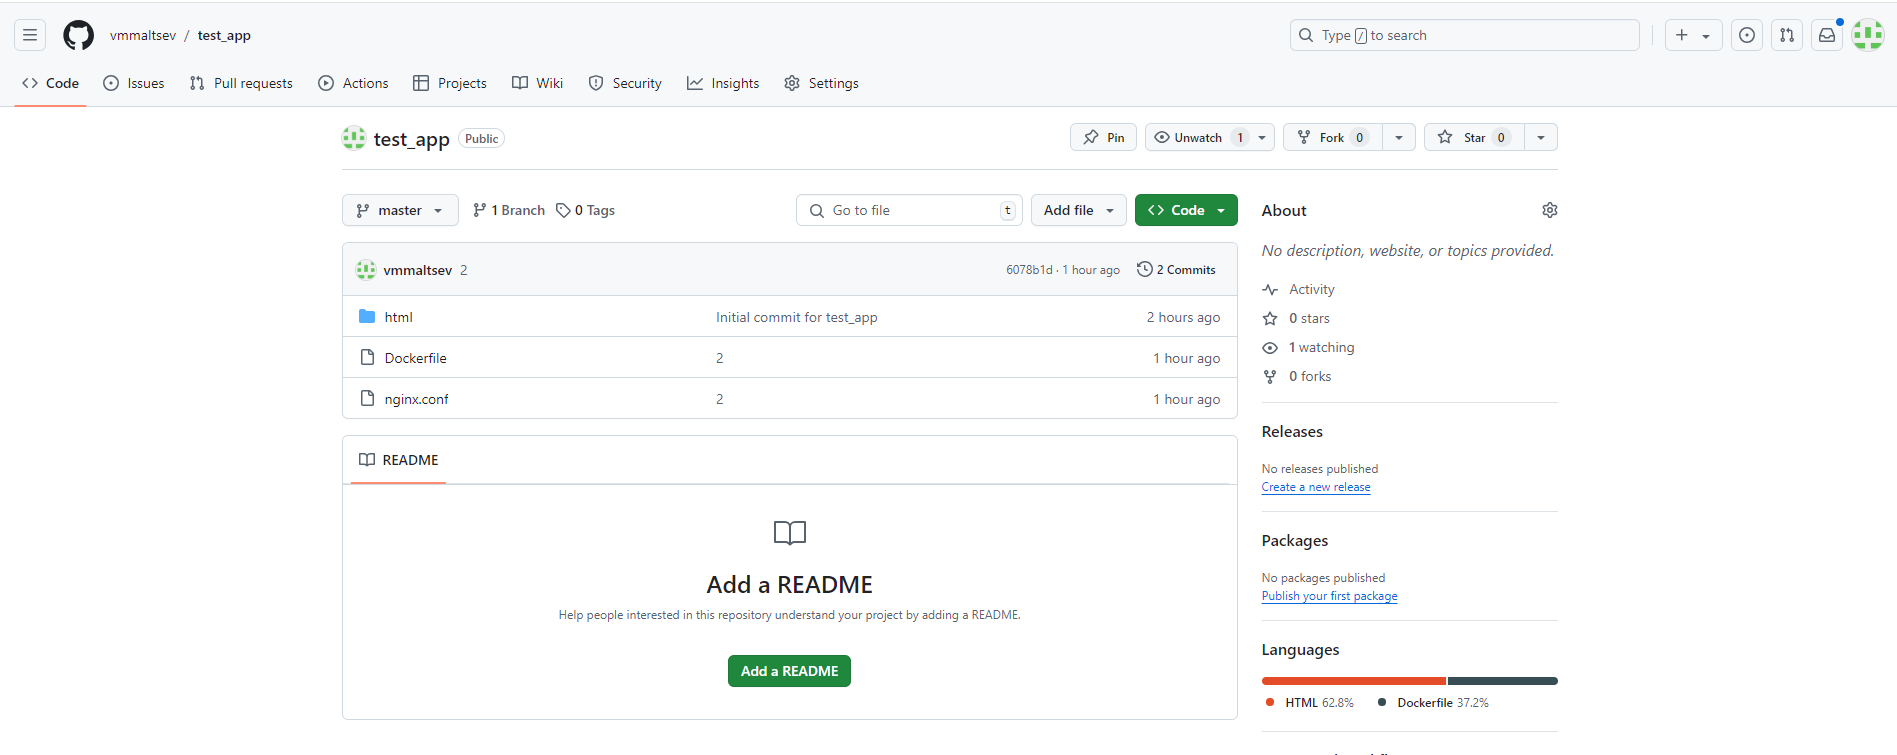 vmmaltsev / test_app
Type / to search
Code Issues Pull requests Actions Projects Wiki Security Insights Settings
test_app Public
Pin Unwatch 1 Fork 0 Star 0
master 1 Branch 0 Tags Go to file t Add file Code
vmmaltsev 2 6078b1d · 1 hour ago 2 Commits
html Initial commit for test_app 2 hours ago
Dockerfile 2 1 hour ago
nginx.conf 2 1 hour ago
README
Add a README
Help people interested in this repository understand your project by adding a README.
Add a README
About
No description, website, or topics provided.
Activity
0 stars
1 watching
0 forks
Releases
No releases published
Create a new release
Packages
No packages published
Publish your first package
Languages
HTML 62.8% Dockerfile 37.2%